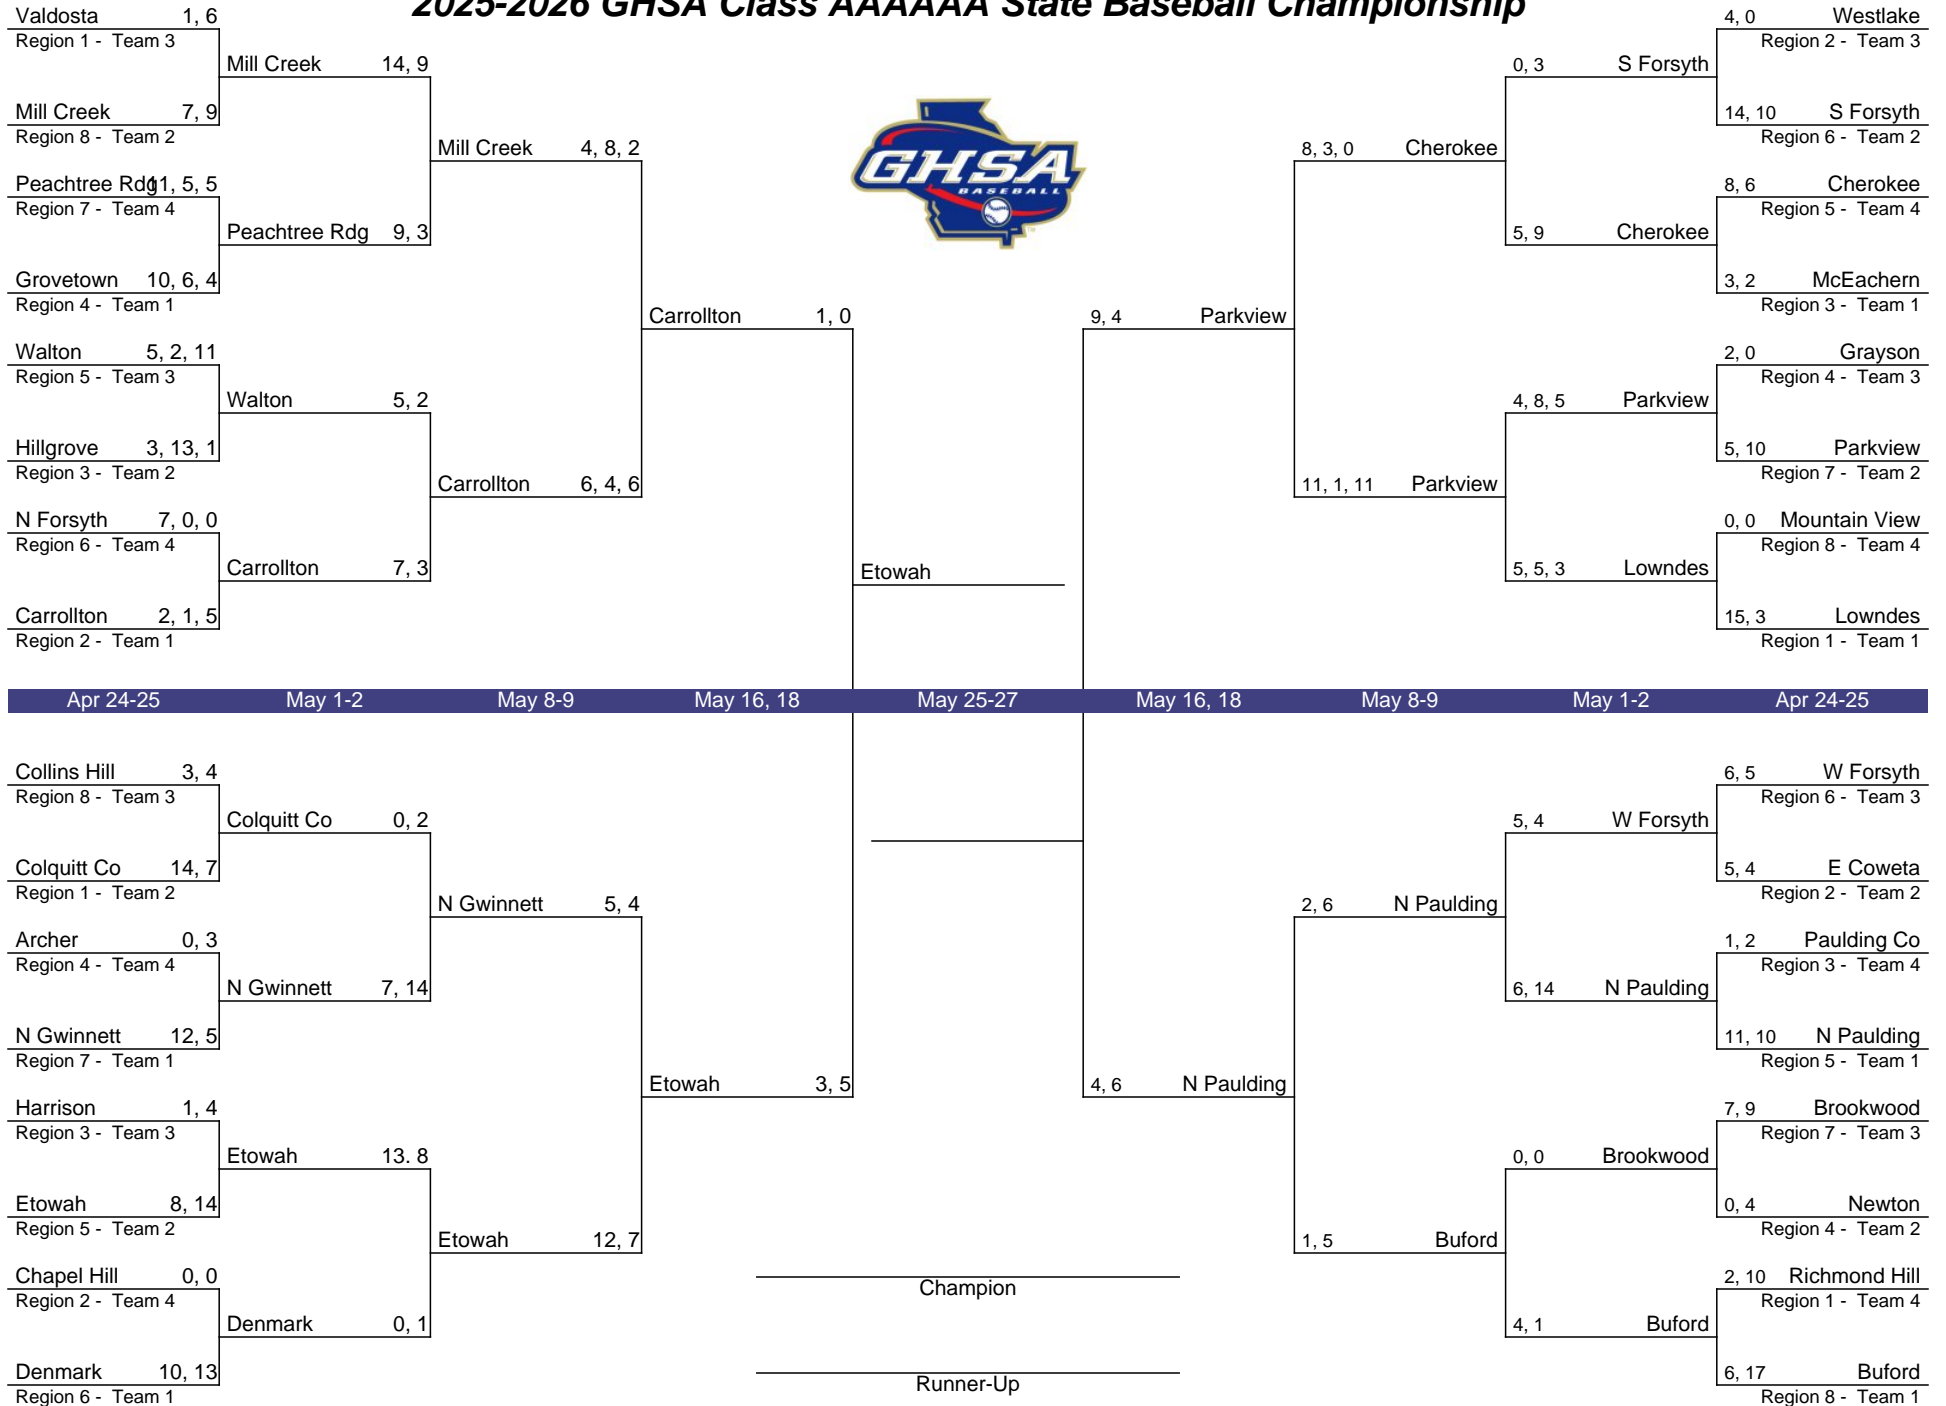 2025-2026 GHSA Class AAAAAA State Baseball Championship
Valdosta 1, 6
Region 1 - Team 3
Mill Creek 7, 9
Region 8 - Team 2
Peachtree Rdg 11, 5, 5
Region 7 - Team 4
Grovetown 10, 6, 4
Region 4 - Team 1
Walton 5, 2, 11
Region 5 - Team 3
Hillgrove 3, 13, 1
Region 3 - Team 2
N Forsyth 7, 0, 0
Region 6 - Team 4
Carrollton 2, 1, 5
Region 2 - Team 1
Mill Creek 14, 9
Peachtree Rdg 9, 3
Walton 5, 2
Carrollton 7, 3
Mill Creek 4, 8, 2
Carrollton 6, 4, 6
Carrollton 1, 0
GHSA
BASEBALL
Etowah
9, 4 Parkview
8, 3, 0 Cherokee
11, 1, 11 Parkview
0, 3 S Forsyth
5, 9 Cherokee
4, 8, 5 Parkview
5, 5, 3 Lowndes
4, 0 Westlake
Region 2 - Team 3
14, 10 S Forsyth
Region 6 - Team 2
8, 6 Cherokee
Region 5 - Team 4
3, 2 McEachern
Region 3 - Team 1
2, 0 Grayson
Region 4 - Team 3
5, 10 Parkview
Region 7 - Team 2
0, 0 Mountain View
Region 8 - Team 4
15, 3 Lowndes
Region 1 - Team 1
Apr 24-25 May 1-2 May 8-9 May 16, 18 May 25-27 May 16, 18 May 8-9 May 1-2 Apr 24-25
Collins Hill 3, 4
Region 8 - Team 3
Colquitt Co 14, 7
Region 1 - Team 2
Archer 0, 3
Region 4 - Team 4
N Gwinnett 12, 5
Region 7 - Team 1
Harrison 1, 4
Region 3 - Team 3
Etowah 8, 14
Region 5 - Team 2
Chapel Hill 0, 0
Region 2 - Team 4
Denmark 10, 13
Region 6 - Team 1
Colquitt Co 0, 2
N Gwinnett 7, 14
Etowah 13. 8
Denmark 0, 1
N Gwinnett 5, 4
Etowah 12, 7
Etowah 3, 5
Champion
Runner-Up
4, 6 N Paulding
2, 6 N Paulding
1, 5 Buford
5, 4 W Forsyth
6, 14 N Paulding
0, 0 Brookwood
4, 1 Buford
6, 5 W Forsyth
Region 6 - Team 3
5, 4 E Coweta
Region 2 - Team 2
1, 2 Paulding Co
Region 3 - Team 4
11, 10 N Paulding
Region 5 - Team 1
7, 9 Brookwood
Region 7 - Team 3
0, 4 Newton
Region 4 - Team 2
2, 10 Richmond Hill
Region 1 - Team 4
6, 17 Buford
Region 8 - Team 1